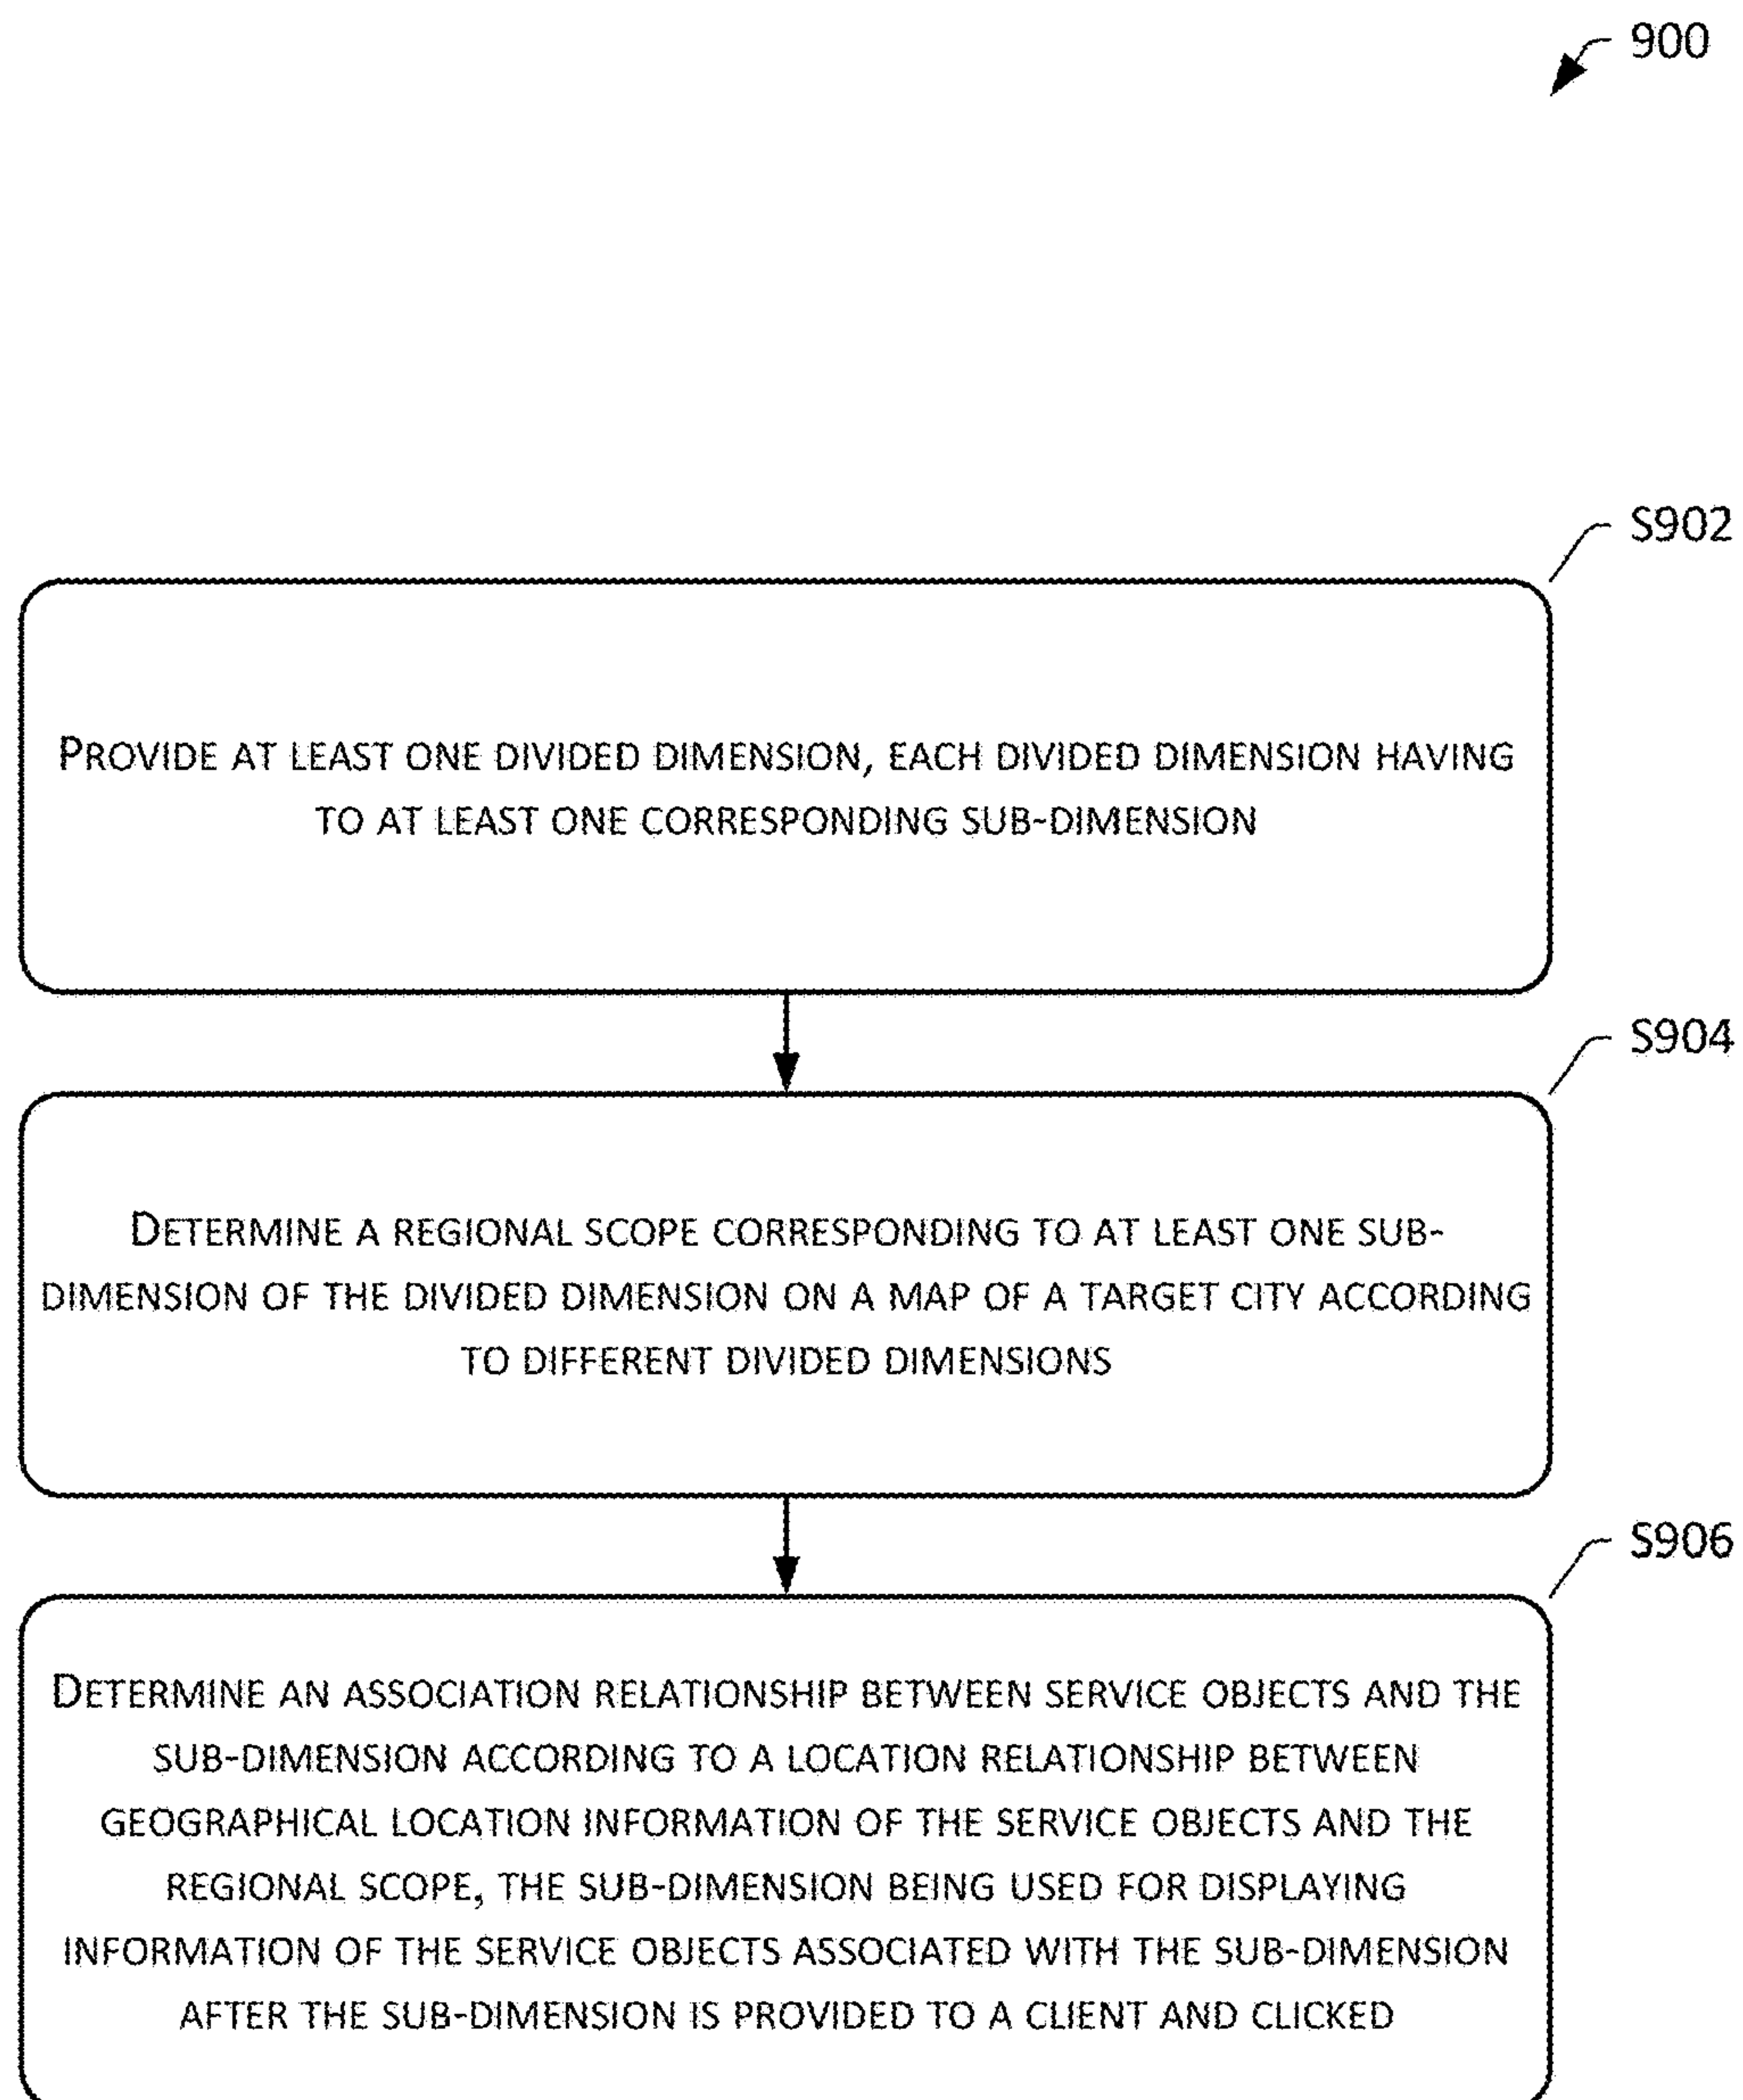 900
S902
PROVIDE AT LEAST ONE DIVIDED DIMENSION, EACH DIVIDED DIMENSION HAVING
TO AT LEAST ONE CORRESPONDING SUB-DIMENSION
S904
DETERMINE A REGIONAL SCOPE CORRESPONDING TO AT LEAST ONE SUB-
DIMENSION OF THE DIVIDED DIMENSION ON A MAP OF A TARGET CITY ACCORDING
TO DIFFERENT DIVIDED DIMENSIONS
S906
DETERMINE AN ASSOCIATION RELATIONSHIP BETWEEN SERVICE OBJECTS AND THE
SUB-DIMENSION ACCORDING TO A LOCATION RELATIONSHIP BETWEEN
GEOGRAPHICAL LOCATION INFORMATION OF THE SERVICE OBJECTS AND THE
REGIONAL SCOPE, THE SUB-DIMENSION BEING USED FOR DISPLAYING
INFORMATION OF THE SERVICE OBJECTS ASSOCIATED WITH THE SUB-DIMENSION
AFTER THE SUB-DIMENSION IS PROVIDED TO A CLIENT AND CLICKED